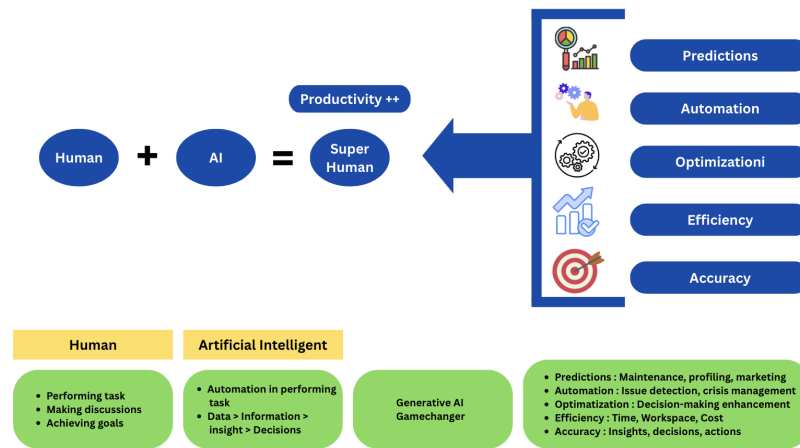 Productivity ++
Human
+
AI
=
Super
Human
Predictions
Automation
Optimizationi
Efficiency
Accuracy
Human
Performing task
Making discussions
Achieving goals
Artificial Intelligent
Automation in performing
task
Data > Information >
insight > Decisions
Generative AI
Gamechanger
Predictions : Maintenance, profiling, marketing
Automation : Issue detection, crisis management
Optimatization : Decision-making enhancement
Efficiency : Time, Workspace, Cost
Accuracy : Insights, decisions, actions